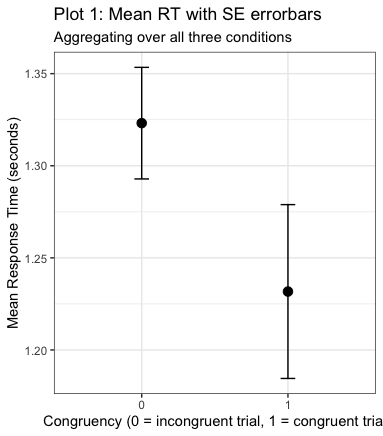 Plot 1: Mean RT with SE errorbars
Aggregating over all three conditions
Mean Response Time (seconds)
1.35
1.30
1.25
1.20
0
1
Congruency (0 = incongruent trial, 1 = congruent tria